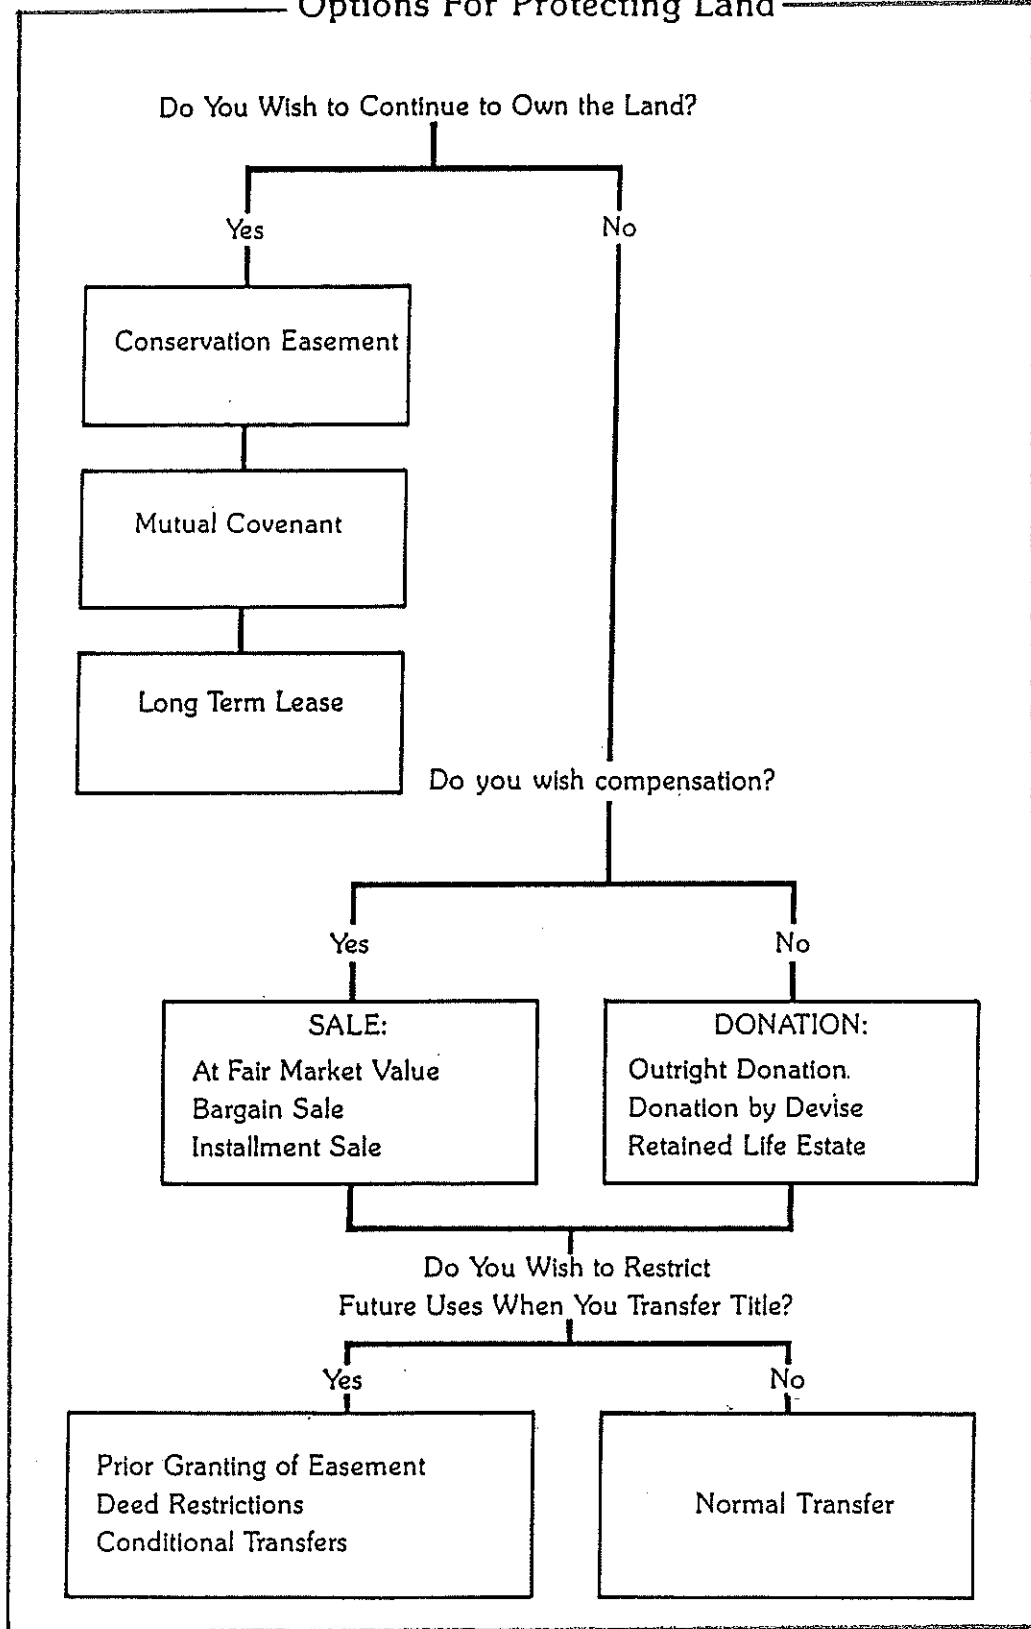 Options For Protecting Land
Do You Wish to Continue to Own the Land?
Yes
No
Conservation Easement
Mutual Covenant
Long Term Lease
Do you wish compensation?
Yes
No
SALE:
At Fair Market Value
Bargain Sale
Installment Sale
DONATION:
Outright Donation.
Donation by Devise
Retained Life Estate
Do You Wish to Restrict
Future Uses When You Transfer Title?
Yes
No
Prior Granting of Easement
Deed Restrictions
Conditional Transfers
Normal Transfer